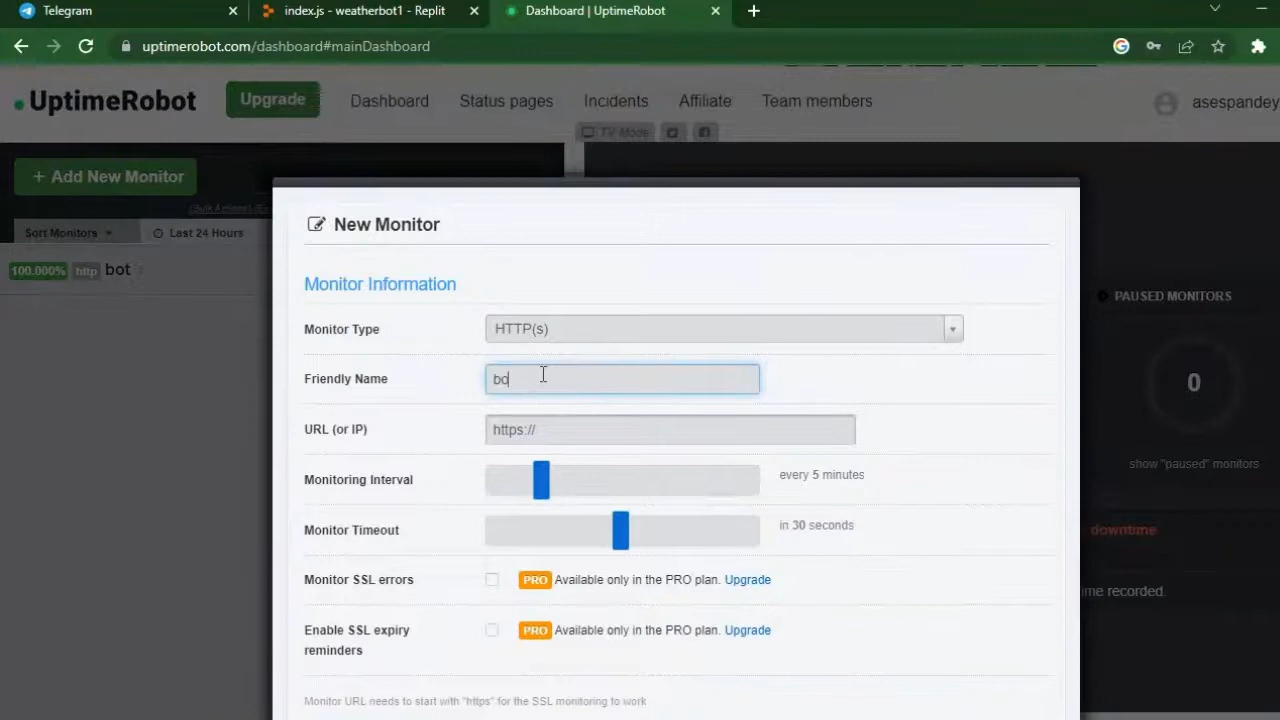 Telegram
index.js - weatherbot1 - Replit
Dashboard | UptimeRobot
uptimerobot.com/dashboard#mainDashboard
UptimeRobot
Upgrade
Dashboard
Status pages
Incidents
Affiliate
Team members
asespandey
TV Mode
+ Add New Monitor
Sort Monitors
Last 24 Hours
100.000% http bot
New Monitor
Monitor Information
Monitor Type
HTTP(s)
Friendly Name
bo
URL (or IP)
https://
Monitoring Interval
every 5 minutes
Monitor Timeout
in 30 seconds
Monitor SSL errors
PRO Available only in the PRO plan. Upgrade
Enable SSL expiry
reminders
PRO Available only in the PRO plan. Upgrade
Monitor URL needs to start with "https" for the SSL monitoring to work
PAUSED MONITORS
0
show "paused" monitors
downtime
me recorded.